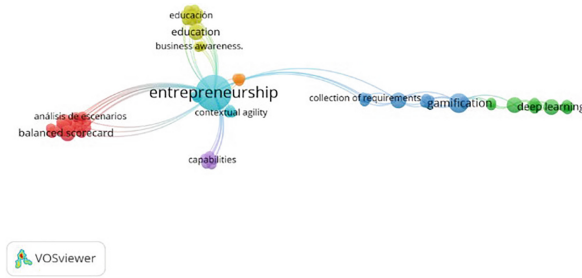 educación
education
business awareness.
entrepreneurship
contextual agility
collection of requirements
gamification
deep learning
análisis de escenarios
balanced scorecard
capabilities
VOSviewer